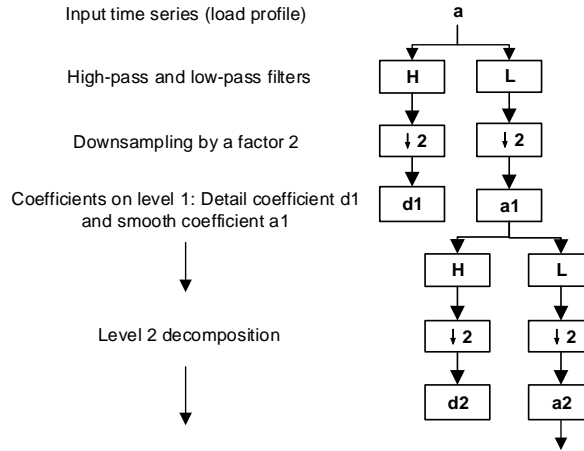 Input time series (load profile)
a
High-pass and low-pass filters
H
L
Downsampling by a factor 2
↓ 2
↓ 2
Coefficients on level 1: Detail coefficient d1
and smooth coefficient a1
d1
a1
H
L
Level 2 decomposition
↓ 2
↓ 2
d2
a2